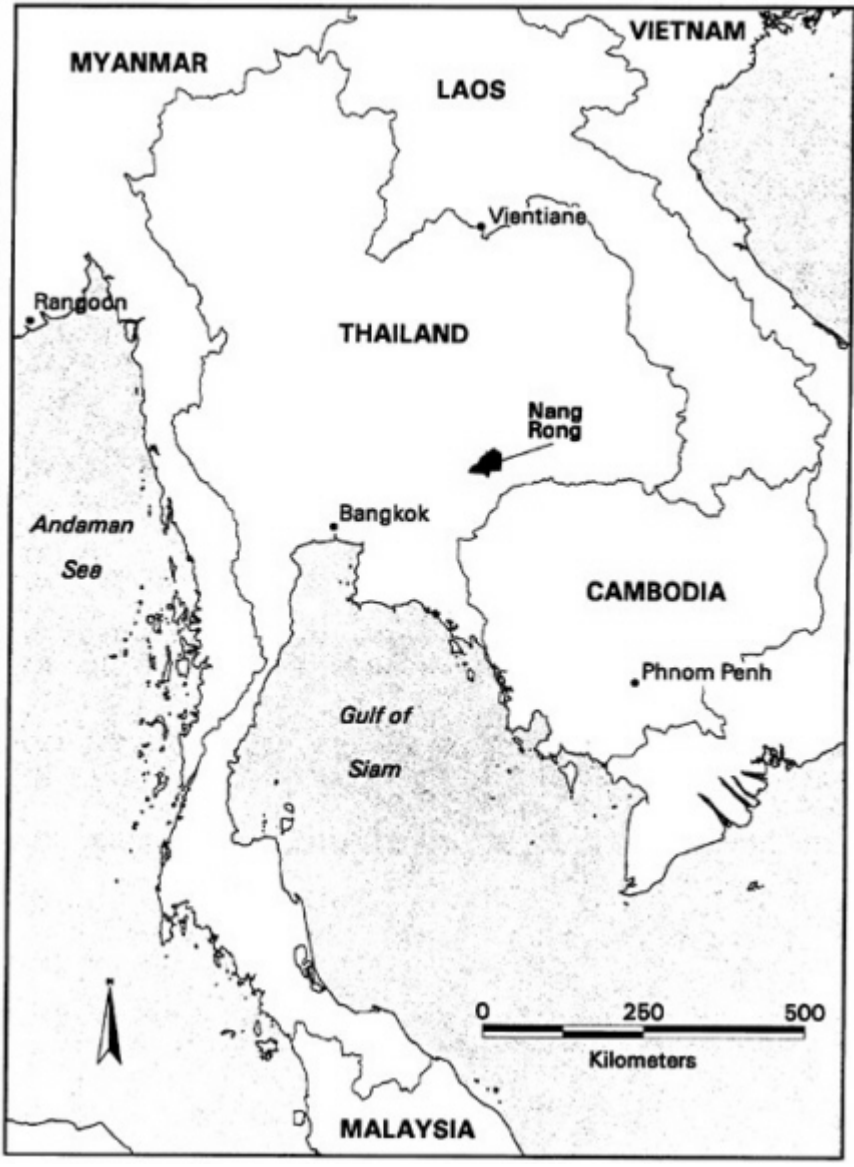 VIETNAM
MYANMAR
LAOS
Vientiane
Rangoon
THAILAND
Nang
Rong
Bangkok
Andaman
Sea
CAMBODIA
Phnom Penh
Gulf of
Siam
N
0 250 500
Kilometers
MALAYSIA